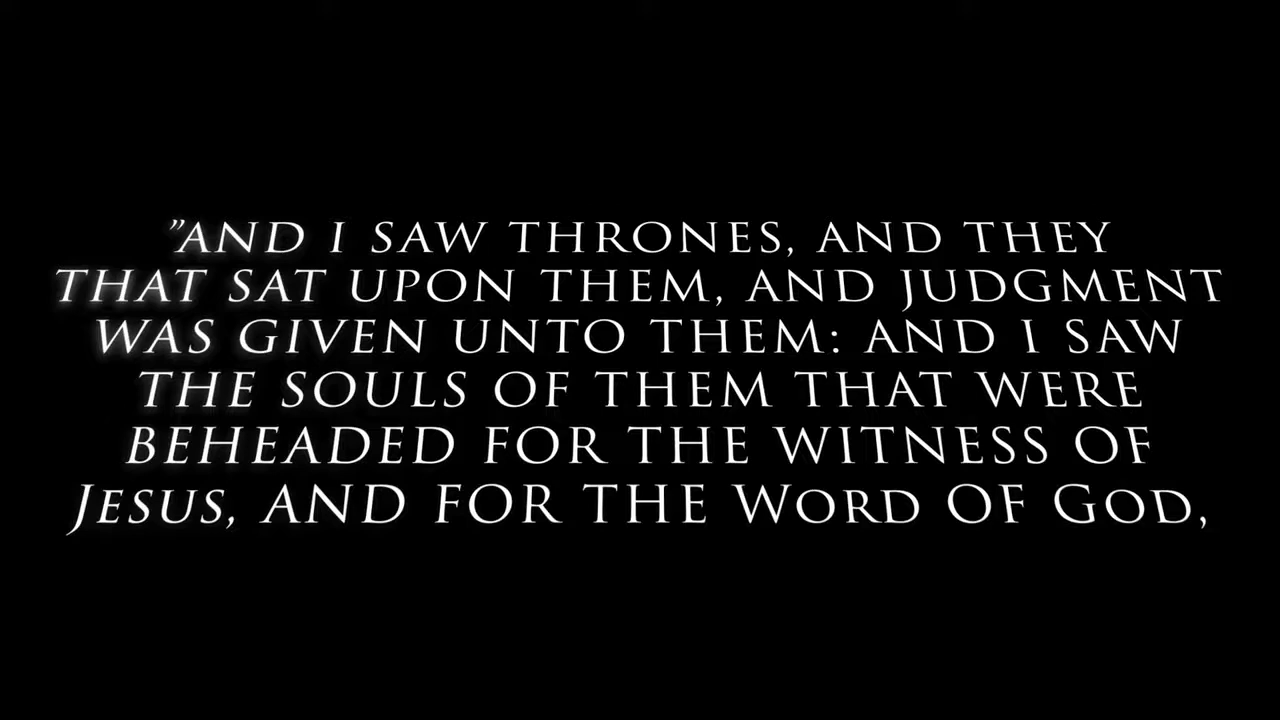 ”AND I SAW THRONES, AND THEY
THAT SAT UPON THEM, AND JUDGMENT
WAS GIVEN UNTO THEM: AND I SAW
THE SOULS OF THEM THAT WERE
BEHEADED FOR THE WITNESS OF
JESUS, AND FOR THE WORD OF GOD,